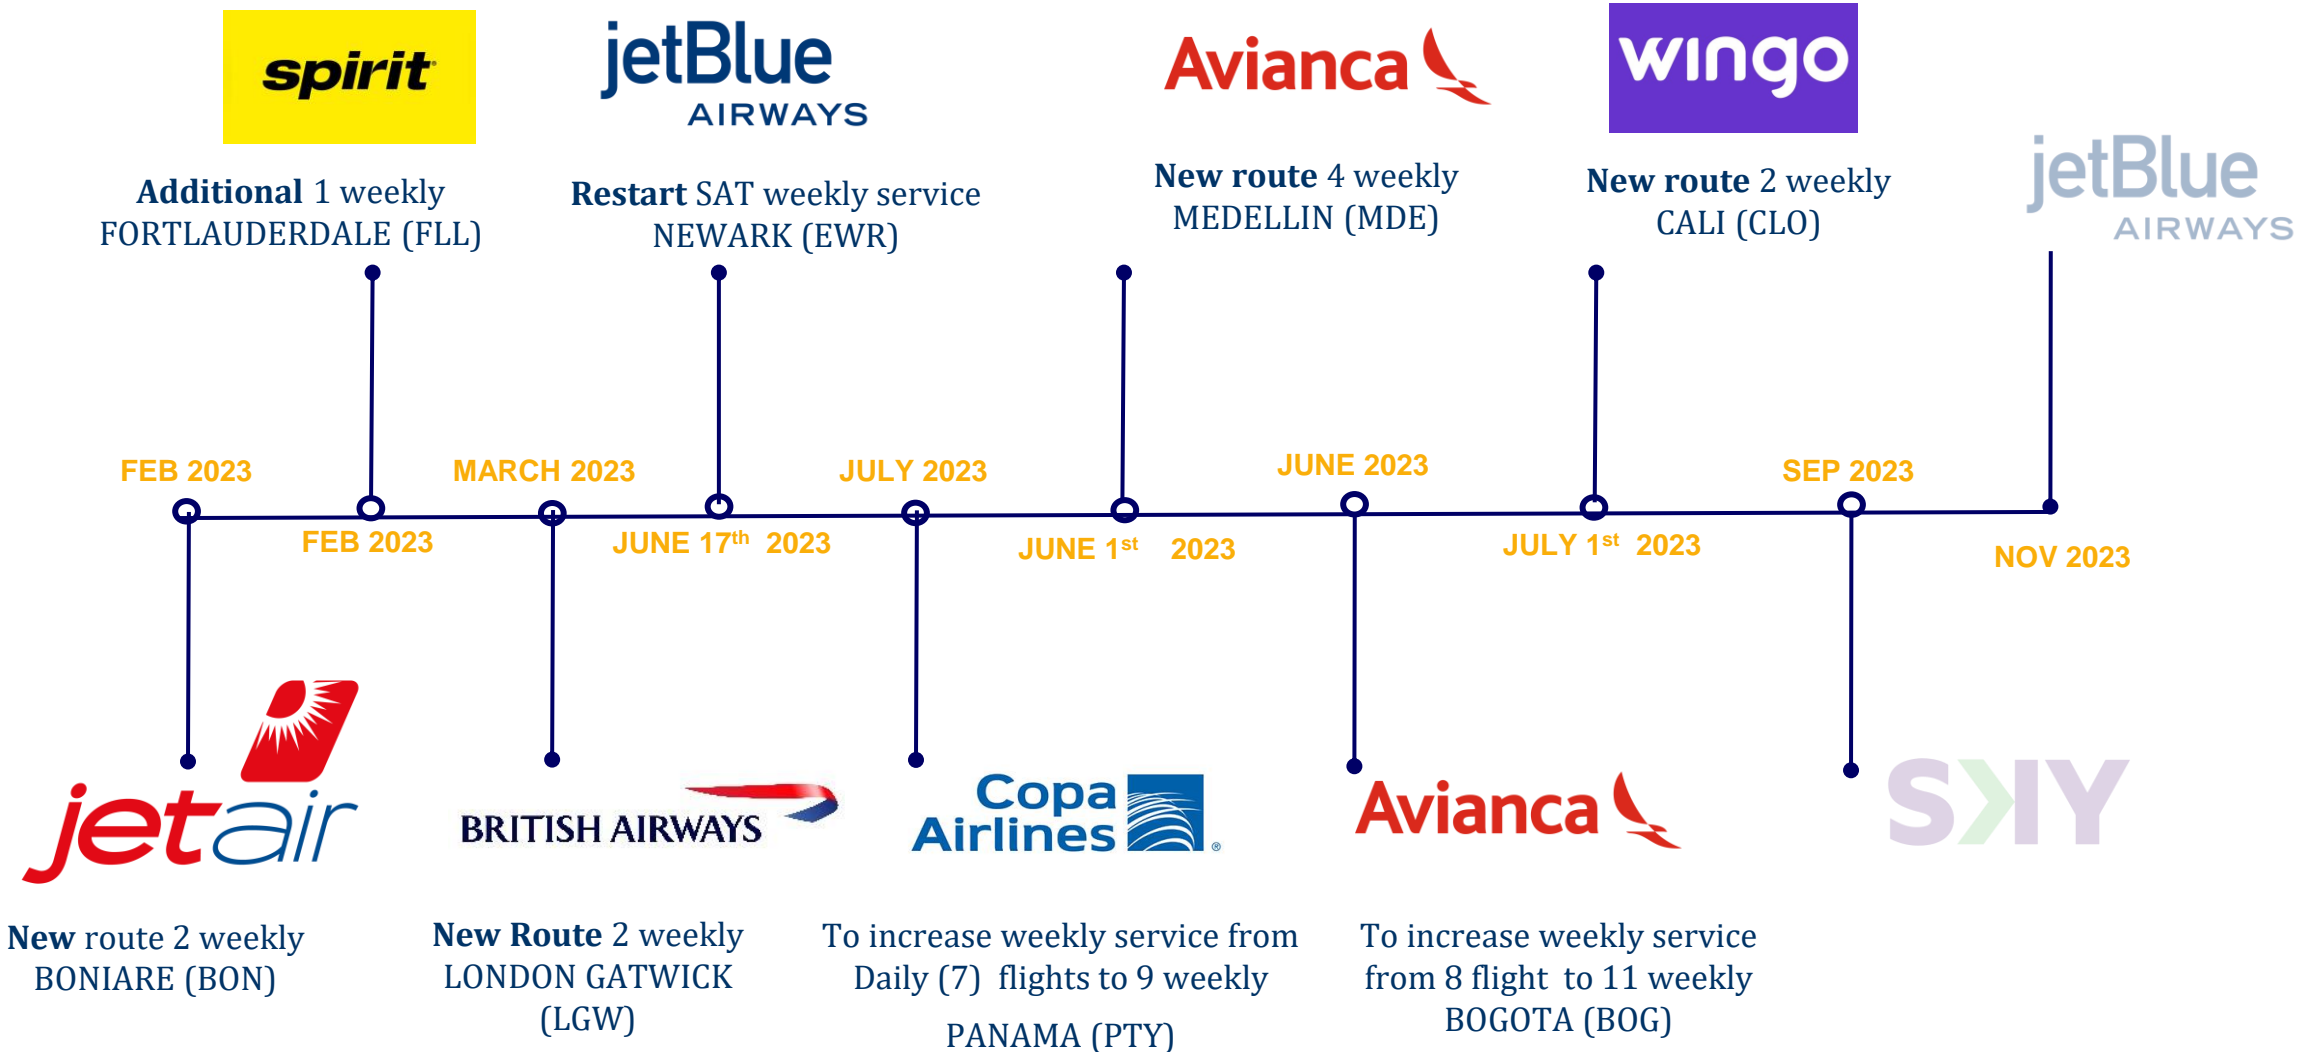 spirit
jetBlue
AIRWAYS
Avianca
wingo
jetBlue
AIRWAYS
Additional 1 weekly
FORTLAUDERDALE (FLL)
Restart SAT weekly service
NEWARK (EWR)
New route 4 weekly
MEDELLIN (MDE)
New route 2 weekly
CALI (CLO)
FEB 2023
MARCH 2023
JULY 2023
JUNE 2023
SEP 2023
FEB 2023
JUNE 17th 2023
JUNE 1st 2023
JULY 1st 2023
NOV 2023
jetair
BRITISH AIRWAYS
Copa
Airlines
Avianca
SKY
New route 2 weekly
BONIARE (BON)
New Route 2 weekly
LONDON GATWICK
(LGW)
To increase weekly service from
Daily (7) flights to 9 weekly
PANAMA (PTY)
To increase weekly service
from 8 flight to 11 weekly
BOGOTA (BOG)